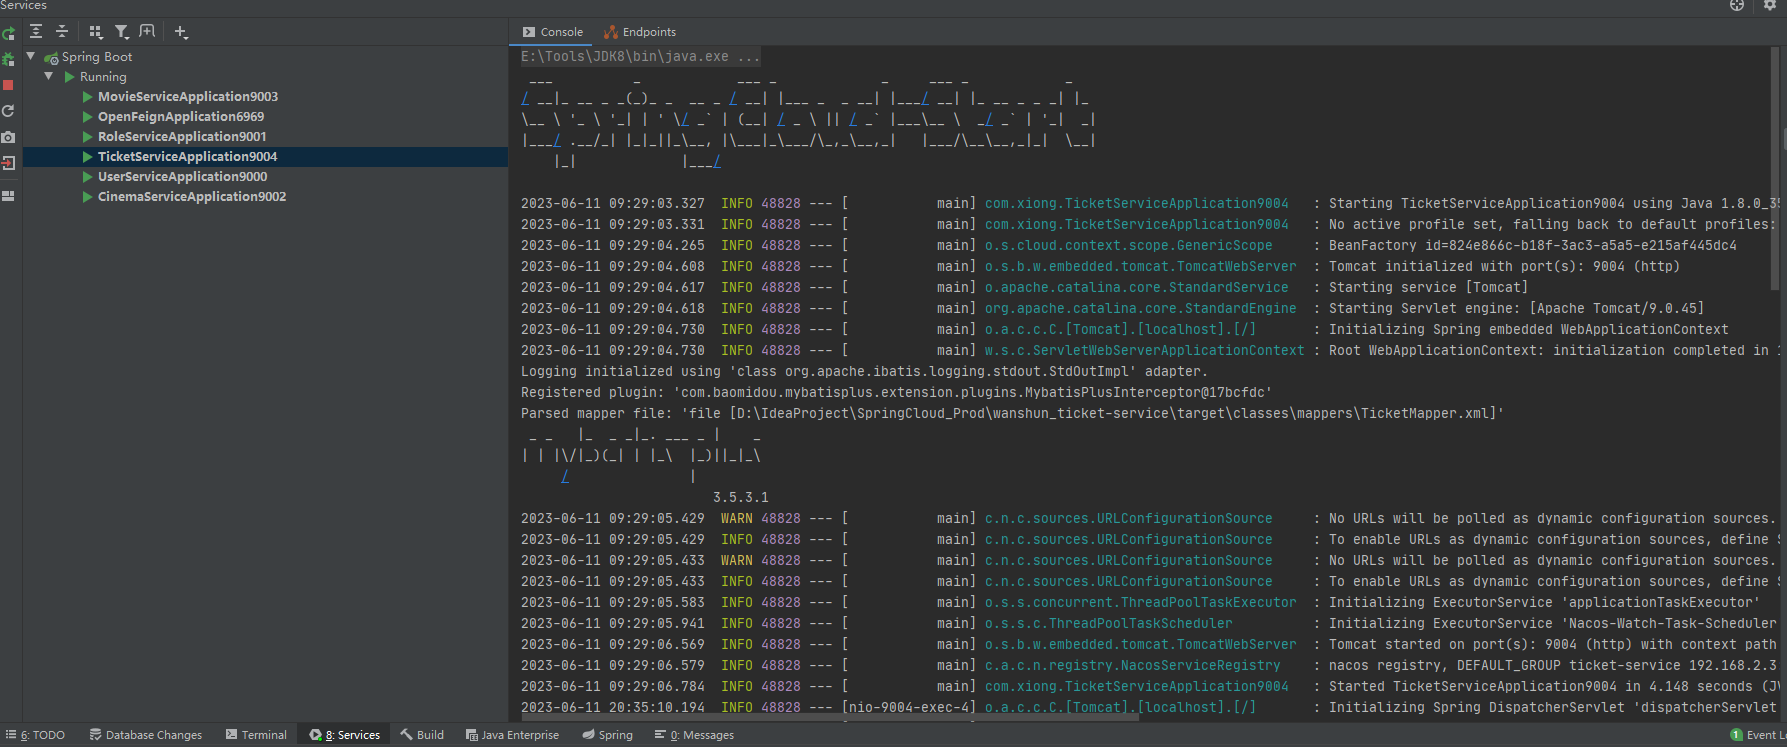 Services
Console
Endpoints
Spring Boot
Running
MovieServiceApplication9003
OpenFeignApplication6969
RoleServiceApplication9001
TicketServiceApplication9004
UserServiceApplication9000
CinemaServiceApplication9002
E:\Tools\JDK8\bin\java.exe ...
2023-06-11 09:29:03.327  INFO 48828 --- [           main] com.xiong.TicketServiceApplication9004   : Starting TicketServiceApplication9004 using Java 1.8.0_35
2023-06-11 09:29:03.331  INFO 48828 --- [           main] com.xiong.TicketServiceApplication9004   : No active profile set, falling back to default profiles:
2023-06-11 09:29:04.265  INFO 48828 --- [           main] o.s.cloud.context.scope.GenericScope     : BeanFactory id=824e866c-b18f-3ac3-a5a5-e215af445dc4
2023-06-11 09:29:04.608  INFO 48828 --- [           main] o.s.b.w.embedded.tomcat.TomcatWebServer  : Tomcat initialized with port(s): 9004 (http)
2023-06-11 09:29:04.617  INFO 48828 --- [           main] o.apache.catalina.core.StandardService   : Starting service [Tomcat]
2023-06-11 09:29:04.618  INFO 48828 --- [           main] org.apache.catalina.core.StandardEngine  : Starting Servlet engine: [Apache Tomcat/9.0.45]
2023-06-11 09:29:04.730  INFO 48828 --- [           main] o.a.c.c.C.[Tomcat].[localhost].[/]       : Initializing Spring embedded WebApplicationContext
2023-06-11 09:29:04.730  INFO 48828 --- [           main] w.s.c.ServletWebServerApplicationContext : Root WebApplicationContext: initialization completed in
Logging initialized using 'class org.apache.ibatis.logging.stdout.StdOutImpl' adapter.
Registered plugin: 'com.baomidou.mybatisplus.extension.plugins.MybatisPlusInterceptor@17bcfdc'
Parsed mapper file: 'file [D:\IdeaProject\SpringCloud_Prod\wanshun_ticket-service\target\classes\mappers\TicketMapper.xml]'
3.5.3.1
2023-06-11 09:29:05.429  WARN 48828 --- [           main] c.n.c.sources.URLConfigurationSource     : No URLs will be polled as dynamic configuration sources.
2023-06-11 09:29:05.429  INFO 48828 --- [           main] c.n.c.sources.URLConfigurationSource     : To enable URLs as dynamic configuration sources, define S
2023-06-11 09:29:05.433  WARN 48828 --- [           main] c.n.c.sources.URLConfigurationSource     : No URLs will be polled as dynamic configuration sources.
2023-06-11 09:29:05.433  INFO 48828 --- [           main] c.n.c.sources.URLConfigurationSource     : To enable URLs as dynamic configuration sources, define S
2023-06-11 09:29:05.583  INFO 48828 --- [           main] o.s.s.concurrent.ThreadPoolTaskExecutor  : Initializing ExecutorService 'applicationTaskExecutor'
2023-06-11 09:29:05.941  INFO 48828 --- [           main] o.s.s.c.ThreadPoolTaskScheduler          : Initializing ExecutorService 'Nacos-Watch-Task-Scheduler
2023-06-11 09:29:06.569  INFO 48828 --- [           main] o.s.b.w.embedded.tomcat.TomcatWebServer  : Tomcat started on port(s): 9004 (http) with context path
2023-06-11 09:29:06.579  INFO 48828 --- [           main] c.a.c.n.registry.NacosServiceRegistry    : nacos registry, DEFAULT_GROUP ticket-service 192.168.2.3
2023-06-11 09:29:06.784  INFO 48828 --- [           main] com.xiong.TicketServiceApplication9004   : Started TicketServiceApplication9004 in 4.148 seconds (JV
2023-06-11 20:35:10.194  INFO 48828 --- [nio-9004-exec-4] o.a.c.c.C.[Tomcat].[localhost].[/]       : Initializing Spring DispatcherServlet 'dispatcherServlet
6: TODO
Database Changes
Terminal
8: Services
Build
Java Enterprise
Spring
0: Messages
1 Event L